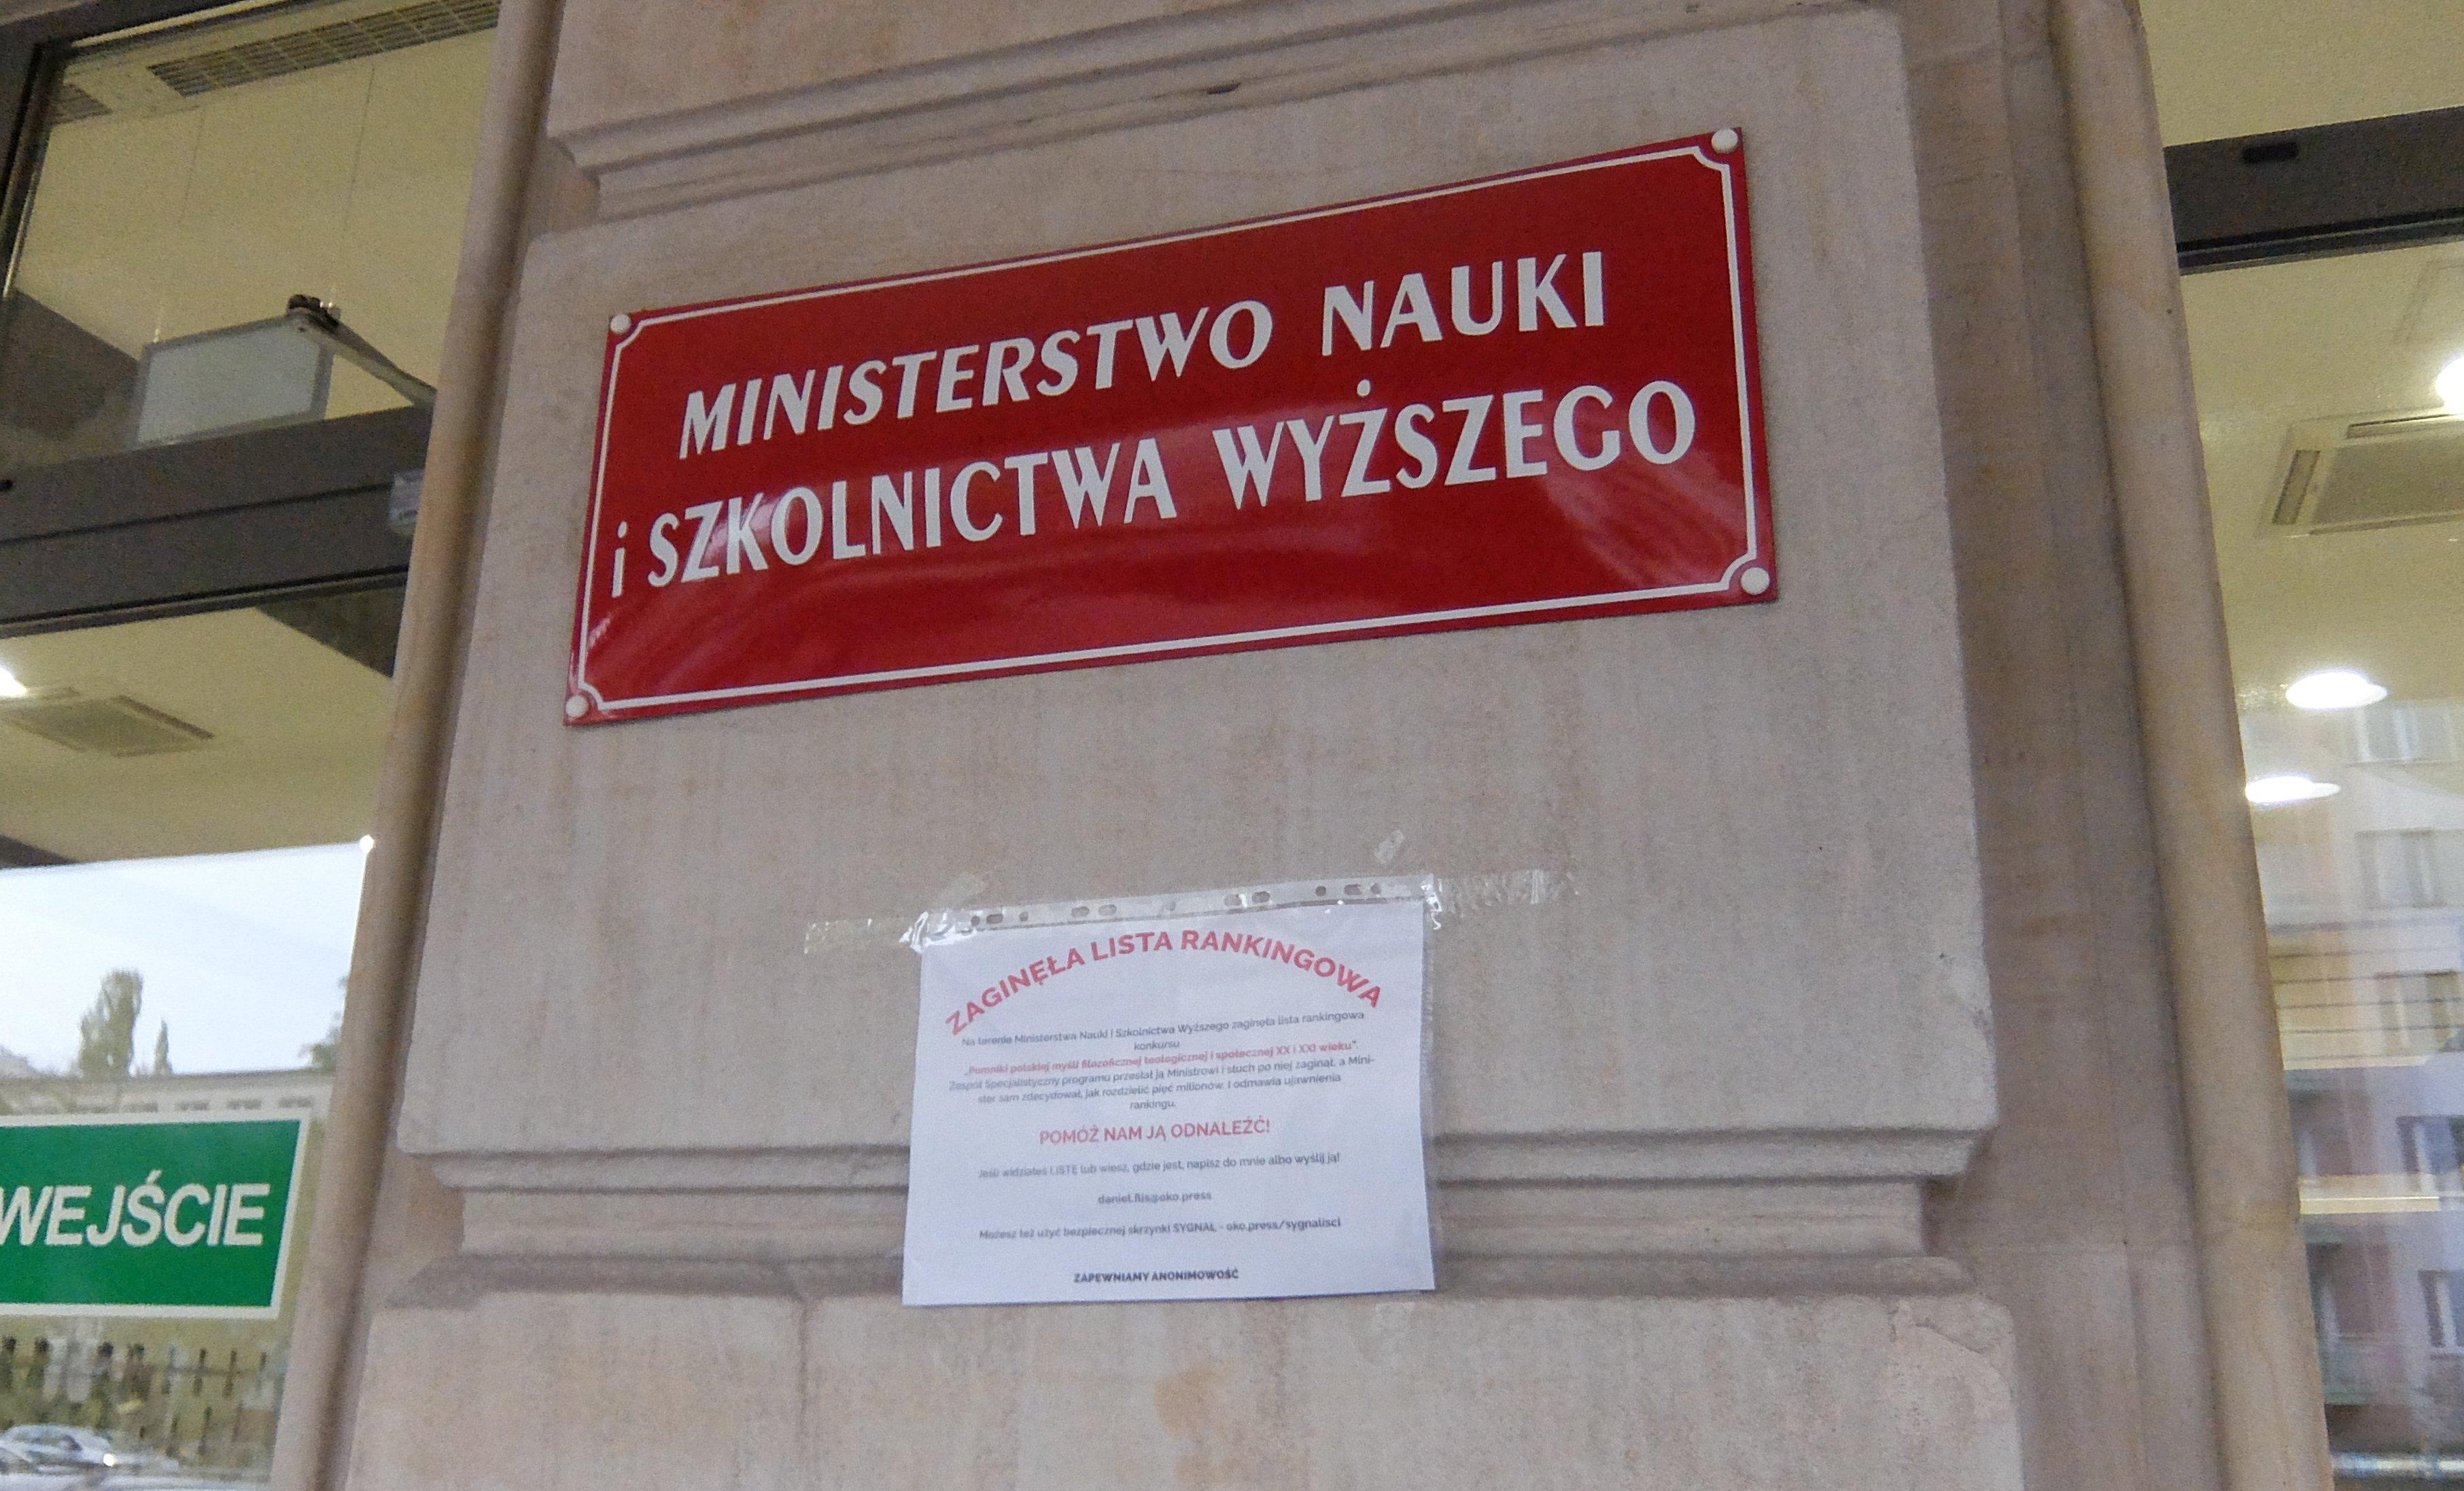 MINISTERSTWO NAUKI
i SZKOLNICTWA WYŻSZEGO
ZAGINĘŁA LISTA RANKINGOWA
Na terenie Ministerstwa Nauki i Szkolnictwa Wyższego zaginęła lista rankingowa
konkursu
„Pomniki polskiej myśli filozoficznej teologicznej i społecznej XX i XXI wieku".
Zespół Specjalistyczny programu przesłał ją Ministrowi i słuch po niej zaginął, a Mini-
ster sam zdecydował, jak rozdzielić pięć milionów. I odmawia ujawnienia
rankingu.
POMÓŻ NAM JĄ ODNALEŹĆ!
Jeśli widziałeś LISTĘ lub wiesz, gdzie jest, napisz do mnie albo wyślij ją!
daniel.flis@oko.press
Możesz też użyć bezpiecznej skrzynki SYGNAŁ - oko.press/sygnalisci
ZAPEWNIAMY ANONIMOWOŚĆ
WEJŚCIE